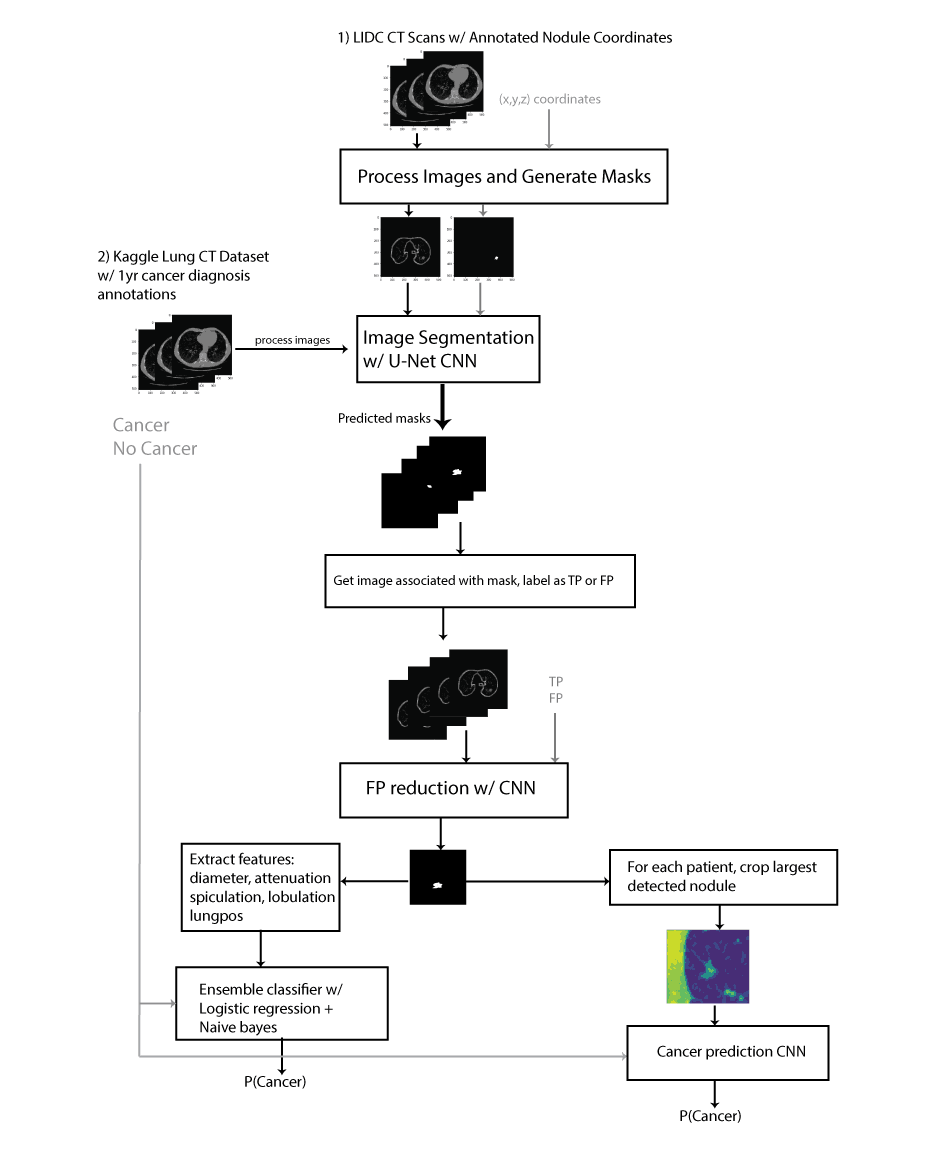 1) LIDC CT Scans w/ Annotated Nodule Coordinates
(x,y,z) coordinates
Process Images and Generate Masks
2) Kaggle Lung CT Dataset
w/ 1yr cancer diagnosis
annotations
process images
Image Segmentation
w/ U-Net CNN
Predicted masks
Cancer
No Cancer
Get image associated with mask, label as TP or FP
TP
FP
FP reduction w/ CNN
Extract features:
diameter, attenuation
spiculation, lobulation
lungpos
For each patient, crop largest
detected nodule
Ensemble classifier w/
Logistic regression +
Naive bayes
Cancer prediction CNN
P(Cancer)
P(Cancer)